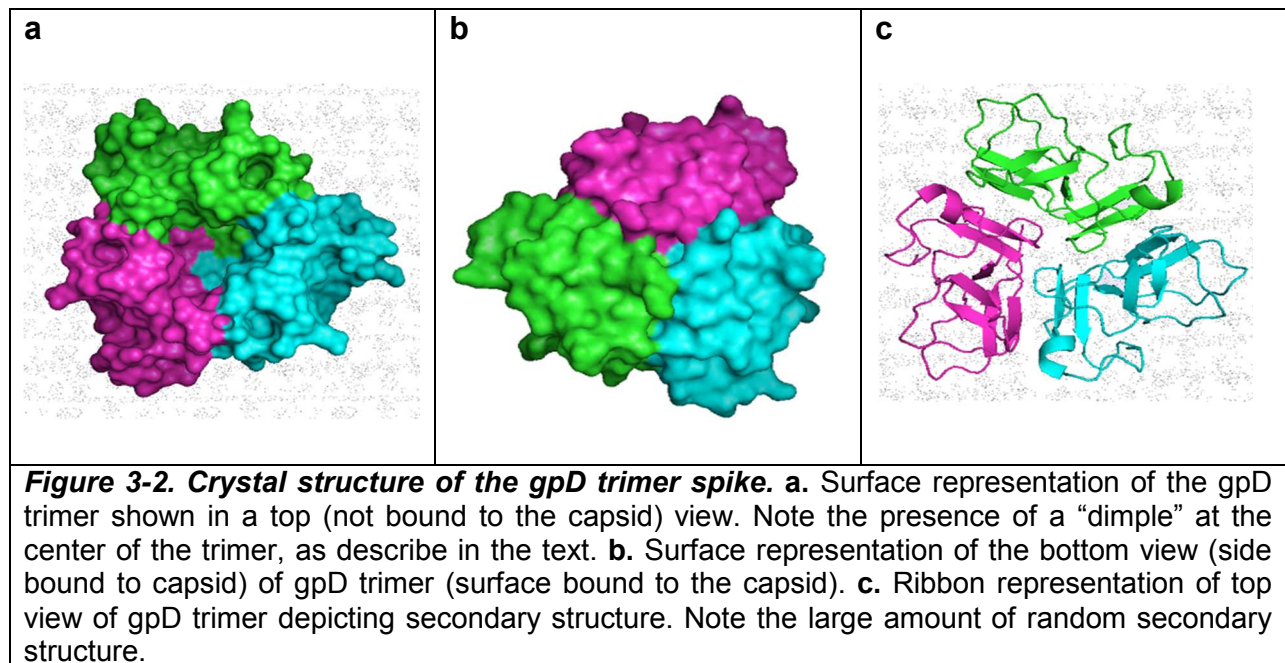 a
b
c
Figure 3-2. Crystal structure of the gpD trimer spike. a. Surface representation of the gpD
trimer shown in a top (not bound to the capsid) view. Note the presence of a “dimple” at the
center of the trimer, as describe in the text. b. Surface representation of the bottom view (side
bound to capsid) of gpD trimer (surface bound to the capsid). c. Ribbon representation of top
view of gpD trimer depicting secondary structure. Note the large amount of random secondary
structure.